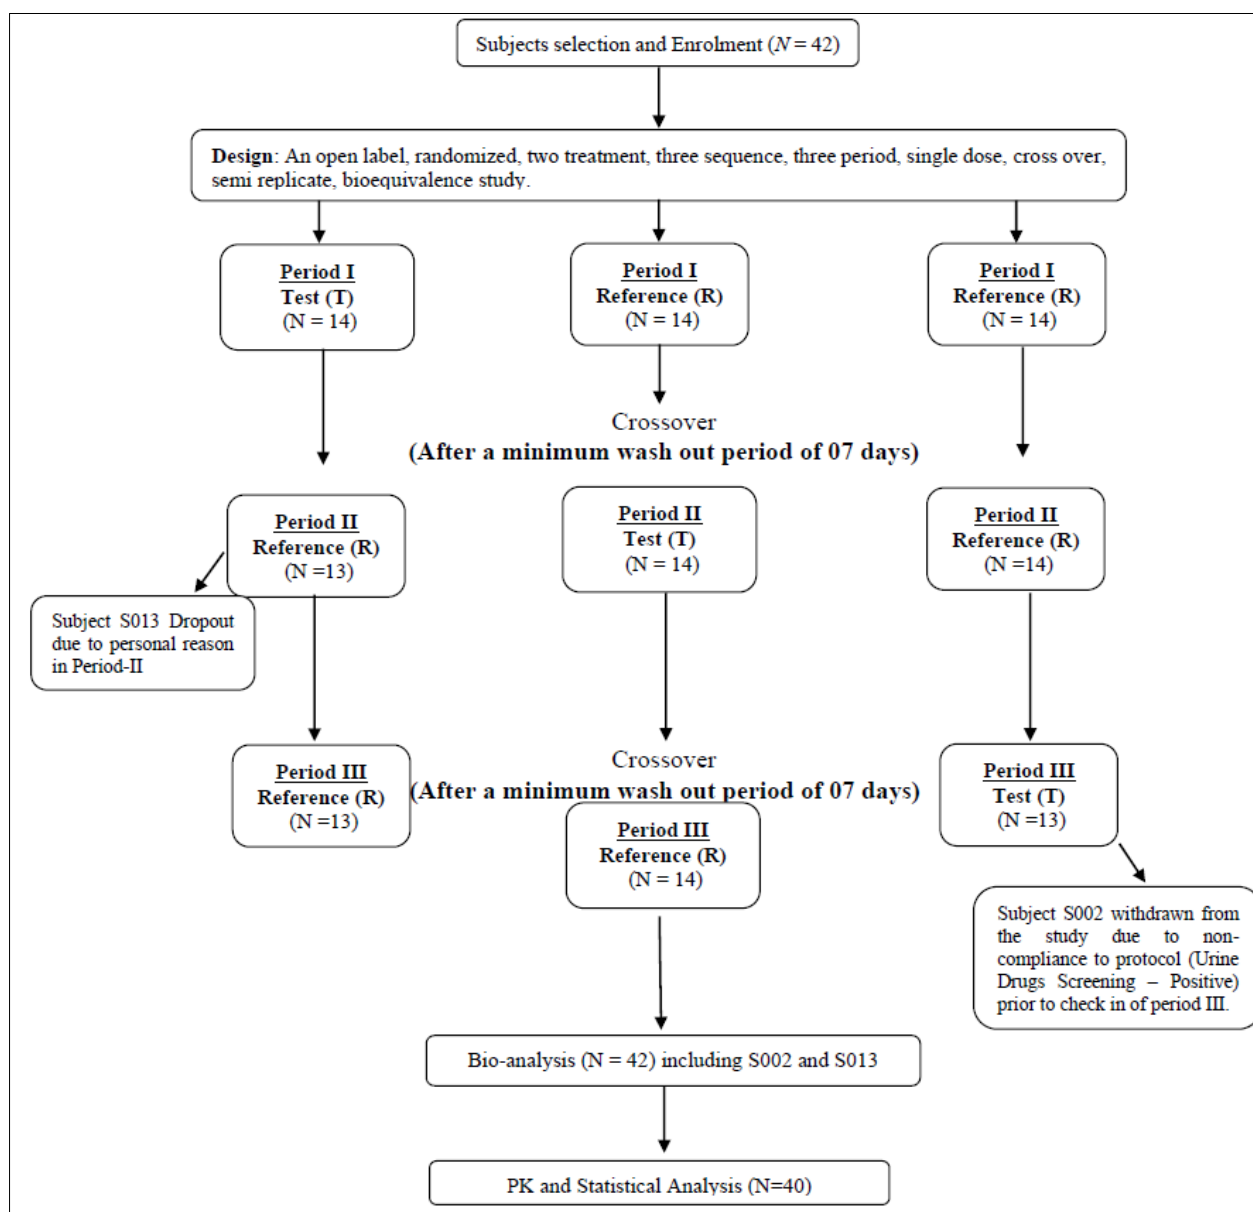 Subjects selection and Enrolment (N = 42)
Design: An open label, randomized, two treatment, three sequence, three period, single dose, cross over,
semi replicate, bioequivalence study.
Period I
Test (T)
(N = 14)
Period I
Reference (R)
(N = 14)
Period I
Reference (R)
(N = 14)
Crossover
(After a minimum wash out period of 07 days)
Period II
Reference (R)
(N =13)
Period II
Test (T)
(N = 14)
Period II
Reference (R)
(N =14)
Subject S013 Dropout
due to personal reason
in Period-II
Crossover
(After a minimum wash out period of 07 days)
Period III
Reference (R)
(N =13)
Period III
Reference (R)
(N = 14)
Period III
Test (T)
(N =13)
Subject S002 withdrawn from
the study due to non-
compliance to protocol (Urine
Drugs Screening – Positive)
prior to check in of period III.
Bio-analysis (N = 42) including S002 and S013
PK and Statistical Analysis (N=40)